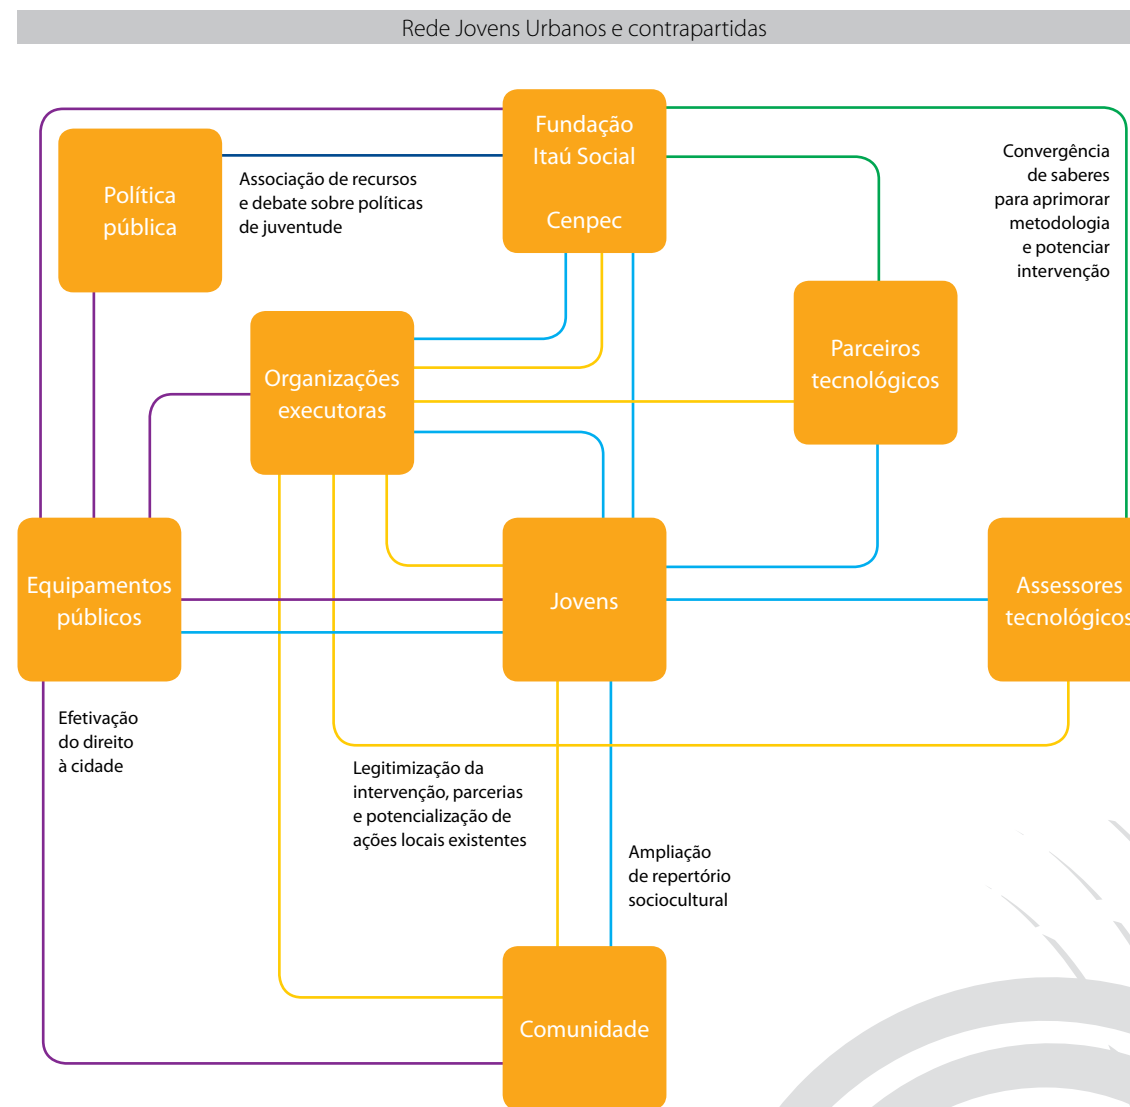 Rede Jovens Urbanos e contrapartidas
Fundação
Itaú Social
Cenpec
Política
pública
Associação de recursos
e debate sobre políticas
de juventude
Convergência
de saberes
para aprimorar
metodologia
e potenciar
intervenção
Organizações
executoras
Parceiros
tecnológicos
Equipamentos
públicos
Jovens
Assessores
tecnológicos
Efetivação
do direito
à cidade
Legitimização da
intervenção, parcerias
e potencialização de
ações locais existentes
Ampliação
de repertório
sociocultural
Comunidade